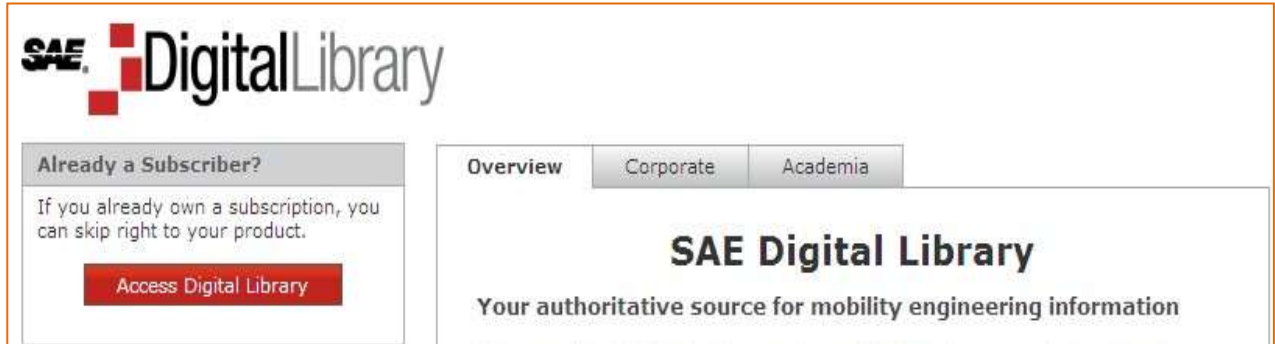 SAE. DigitalLibrary
Already a Subscriber?
If you already own a subscription, you
can skip right to your product.
Access Digital Library
Overview Corporate Academia
SAE Digital Library
Your authoritative source for mobility engineering information